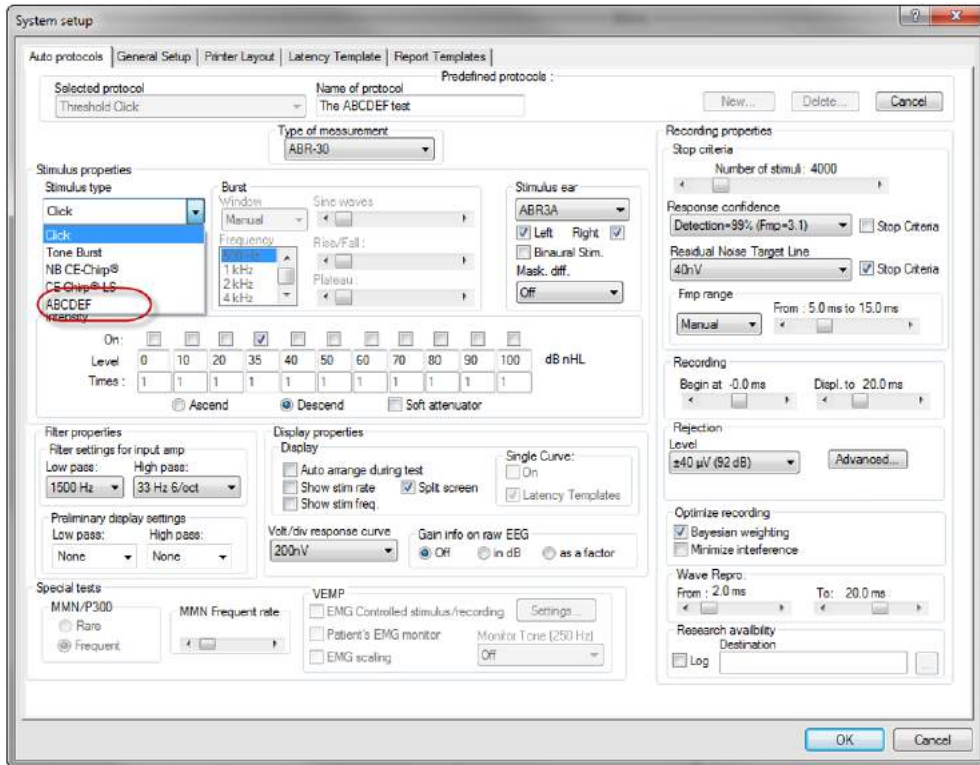 System setup
Auto protocols General Setup Printer Layout Latency Template Report Templates
Predefined protocols :
Selected protocol
Threshold Click
Name of protocol
The ABCDEF test
New... Delete... Cancel
Type of measurement
ABR-30
Stimulus properties
Stimulus type
Click
Click
Tone Burst
NB CE-Chirp®
CE-Chirp® LS
ABCDEF
Burst
Window
Manual
Sine waves
Frequency
500 Hz
1 kHz
2 kHz
4 kHz
Rise/Fall :
Plateau :
Stimulus ear
ABR3A
Left Right
Binaural Stim.
Mask. diff.
Off
Intensity
On:
Level 0 10 20 35 40 50 60 70 80 90 100 dB nHL
Times : 1 1 1 1 1 1 1 1 1 1 1
Ascend Descend Soft attenuator
Filter properties
Filter settings for input amp
Low pass: High pass:
1500 Hz 33 Hz 6/oct
Preliminary display settings
Low pass: High pass:
None None
Display properties
Display
Auto arrange during test
Show stim rate Split screen
Show stim freq.
Single Curve:
On
Latency Templates
Volt/div response curve
200nV
Gain info on raw EEG
Off in dB as a factor
Special tests
MMN/P300
Rare
Frequent
MMN Frequent rate
VEMP
EMG Controlled stimulus/recording Settings...
Patient's EMG monitor
EMG scaling
Monitor Tone [250 Hz]
Off
Recording properties
Stop criteria
Number of stimuli: 4000
Response confidence
Detection=99% (Fmp=3.1) Stop Criteria
Residual Noise Target Line
40nV Stop Criteria
Fmp range
Manual
From : 5.0 ms to 15.0 ms
Recording
Begin at -0.0 ms Displ. to 20.0 ms
Rejection
Level
±40 µV (92 dB) Advanced...
Optimize recording
Bayesian weighting
Minimize interference
Wave Repro.
From : 2.0 ms To: 20.0 ms
Research availbility
Destination
Log ...
OK Cancel